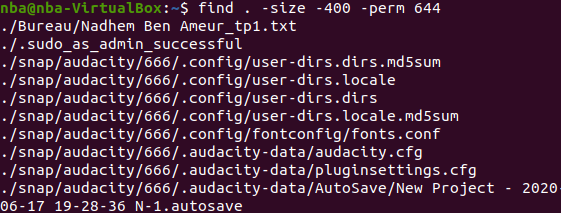 nba@nba-VirtualBox:~$ find . -size -400 -perm 644
./Bureau/Nadhem Ben Ameur_tp1.txt
./.sudo_as_admin_successful
./snap/audacity/666/.config/user-dirs.dirs.md5sum
./snap/audacity/666/.config/user-dirs.locale
./snap/audacity/666/.config/user-dirs.dirs
./snap/audacity/666/.config/user-dirs.locale.md5sum
./snap/audacity/666/.config/fontconfig/fonts.conf
./snap/audacity/666/.audacity-data/audacity.cfg
./snap/audacity/666/.audacity-data/pluginsettings.cfg
./snap/audacity/666/.audacity-data/AutoSave/New Project - 2020-
06-17 19-28-36 N-1.autosave